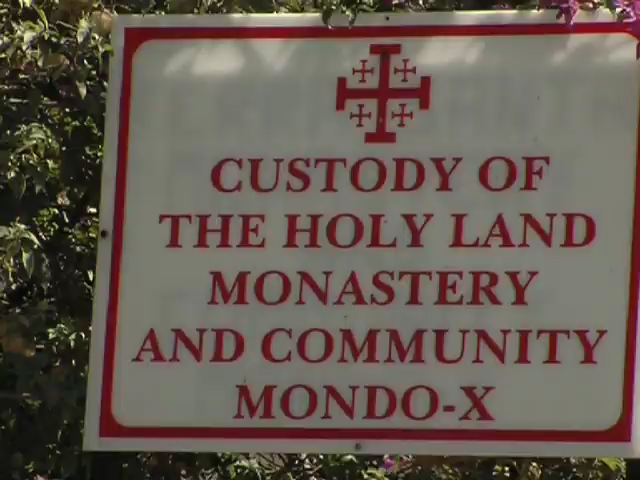 CUSTODY OF
THE HOLY LAND
MONASTERY
AND COMMUNITY
MONDO-X